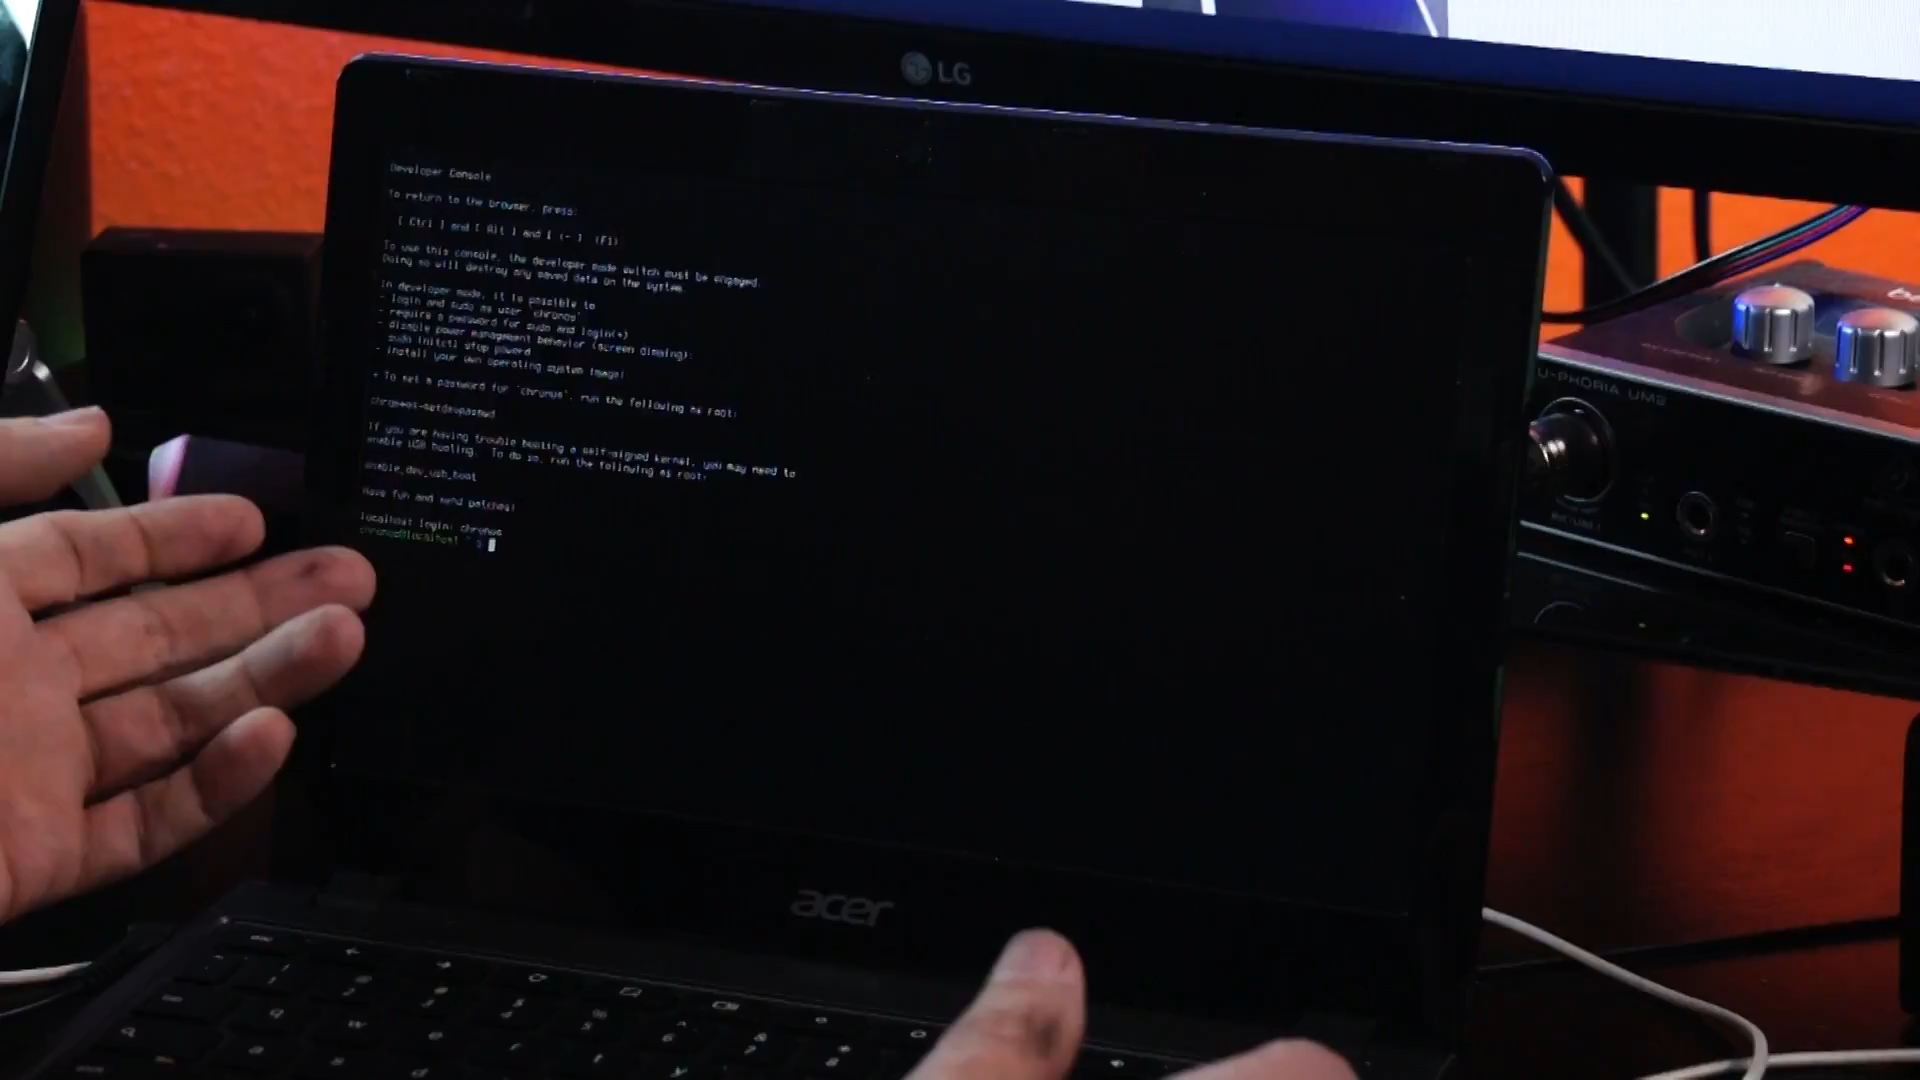 LG
Developer Console
To return to the browser, press:
[ Ctrl ] and [ Alt ] and [ <- ] (F1)
To use this console, the developer mode switch must be engaged.
Doing so will destroy any saved data on the system.
In developer mode, it is possible to
- login and sudo as user 'chronos'
- require a password for sudo and login(*)
- disable power management behavior (screen dimming):
sudo initctl stop powerd
- install your own operating system image!
* To set a password for 'chronos', run the following as root:
chromeos-setdevpasswd
If you are having trouble booting a self-signed kernel, you may need to
enable USB booting. To do so, run the following as root:
enable_dev_usb_boot
Have fun and send patches!
localhost login: chronos
chronos@localhost ~ $
U-PHORIA UM2
acer